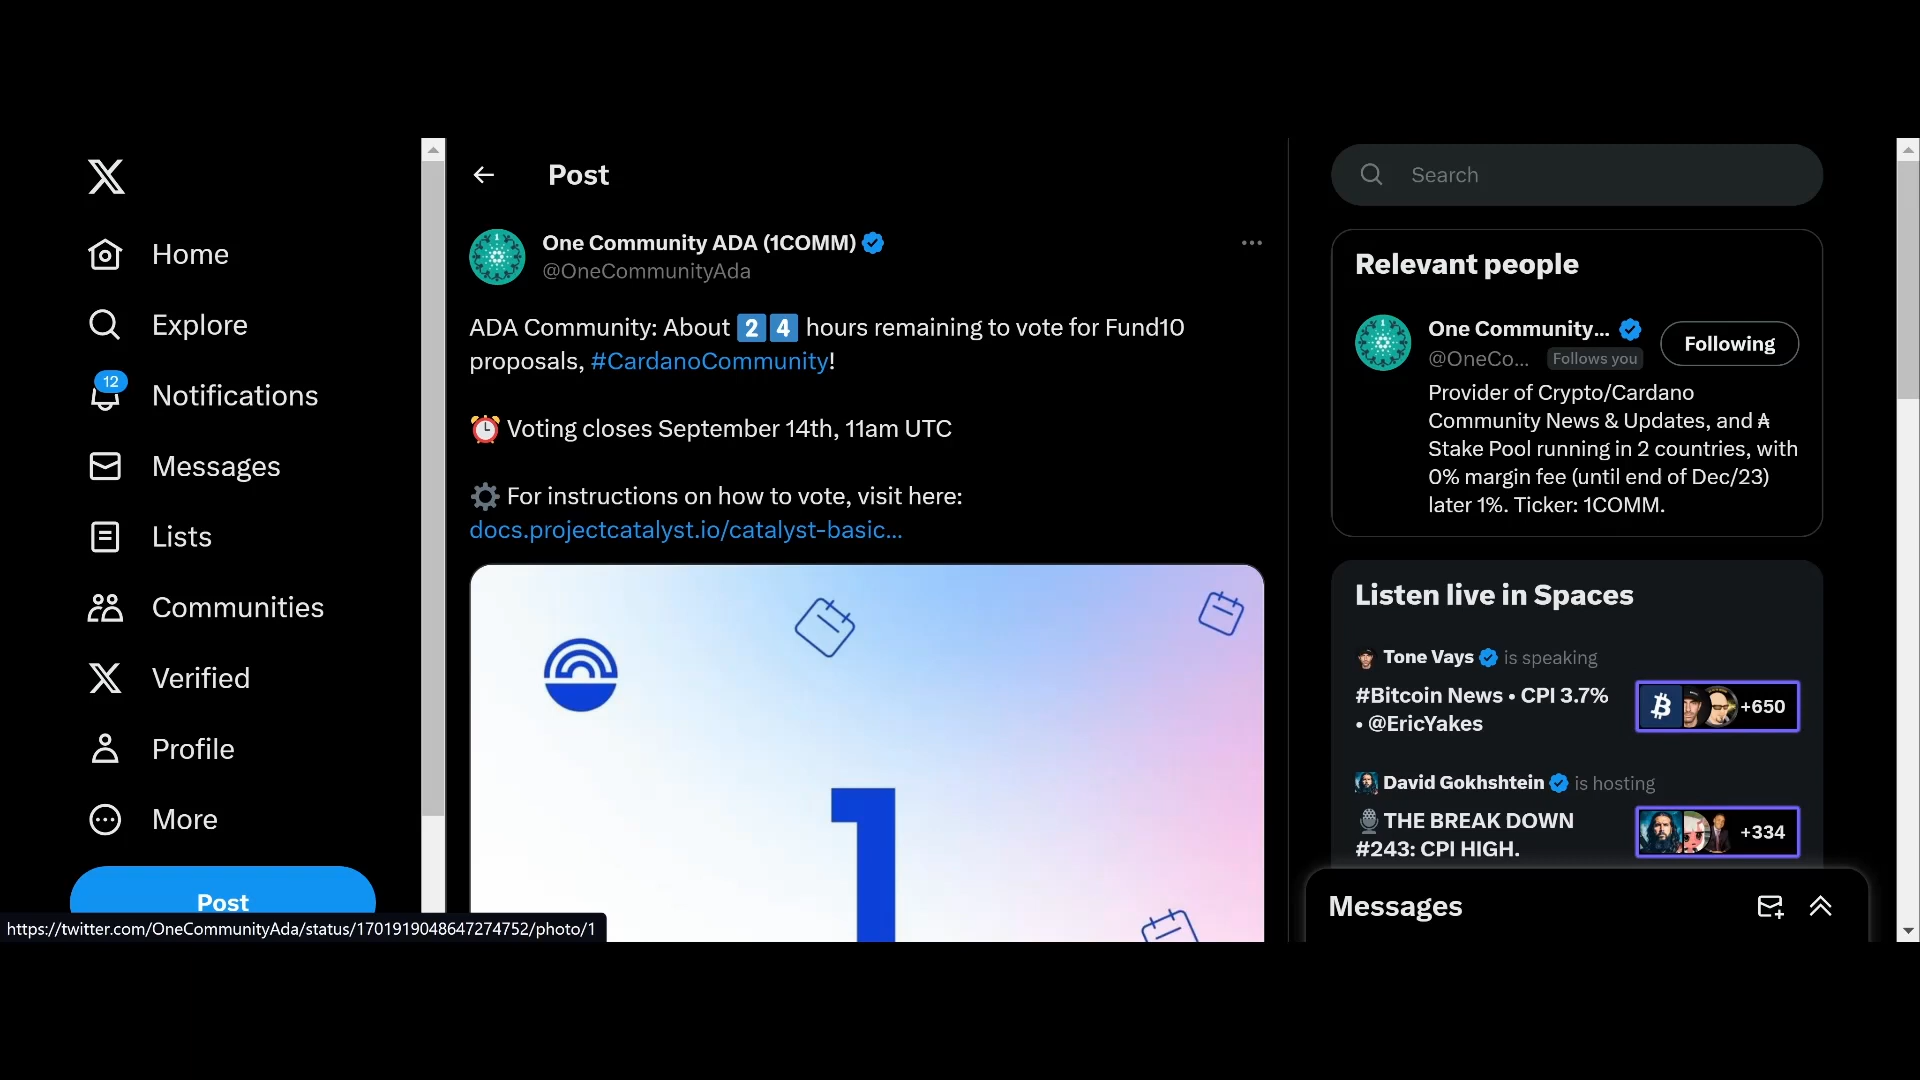 Home
Explore
12
Notifications
Messages
Lists
Communities
Verified
Profile
More
Post
https://twitter.com/OneCommunityAda/status/1701919048647274752/photo/1
Post
One Community ADA (1COMM)
@OneCommunityAda
ADA Community: About 2️⃣4️⃣ hours remaining to vote for Fund10
proposals, #CardanoCommunity!
⏰ Voting closes September 14th, 11am UTC
⚙️ For instructions on how to vote, visit here:
docs.projectcatalyst.io/catalyst-basic...
1
Search
Relevant people
One Community...
@OneCo... Follows you
Following
Provider of Crypto/Cardano
Community News & Updates, and ₳
Stake Pool running in 2 countries, with
0% margin fee (until end of Dec/23)
later 1%. Ticker: 1COMM.
Listen live in Spaces
Tone Vays is speaking
#Bitcoin News • CPI 3.7%
• @EricYakes
+650
David Gokhshtein is hosting
🎙️THE BREAK DOWN
#243: CPI HIGH.
+334
Messages